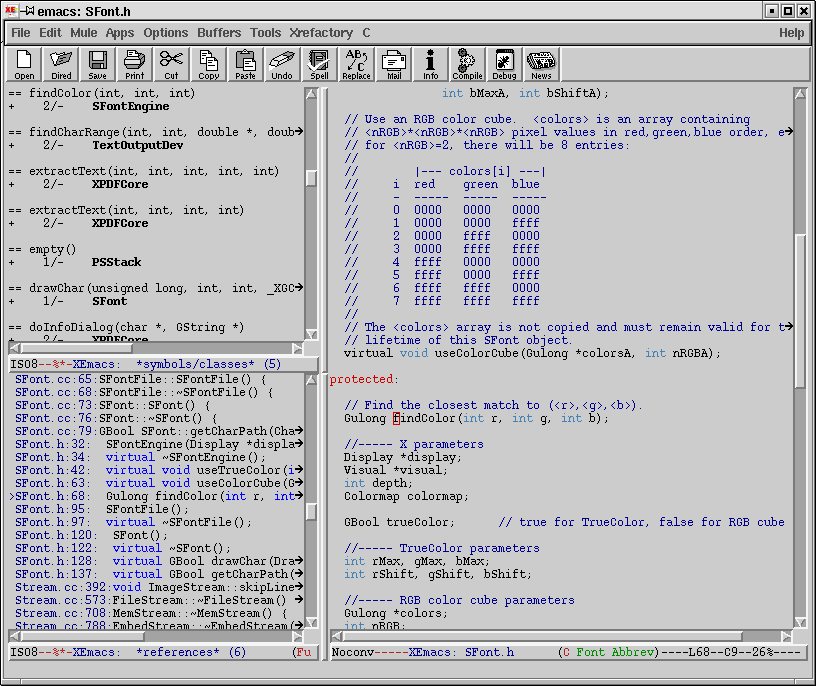 emacs: SFont.h
File Edit Mule Apps Options Buffers Tools Xrefactory C Help
Open Dired Save Print Cut Copy Paste Undo Spell Replace Mail Info Compile Debug News
== findColor(int, int, int)
+    2/-    SFontEngine
== findCharRange(int, int, double *, doub
+    2/-    TextOutputDev
== extractText(int, int, int, int, int)
+    2/-    XPDFCore
== extractText(int, int, int, int)
+    2/-    XPDFCore
== empty()
+    1/-    PSStack
== drawChar(unsigned long, int, int, _XGC
+    1/-    SFont
== doInfoDialog(char *, GString *)
+    2/-    XPDFCore
ISO8--%*-XEmacs:  *symbols/classes* (5)
SFont.cc:65:SFontFile::SFontFile() {
SFont.cc:68:SFontFile::~SFontFile() {
SFont.cc:73:SFont::SFont() {
SFont.cc:76:SFont::~SFont() {
SFont.cc:79:GBool SFont::getCharPath(Cha
SFont.h:32:  SFontEngine(Display *displa
SFont.h:34:  virtual ~SFontEngine();
SFont.h:42:  virtual void useTrueColor(i
SFont.h:63:  virtual void useColorCube(G
>SFont.h:68:  Gulong findColor(int r, int
SFont.h:95:  SFontFile();
SFont.h:97:  virtual ~SFontFile();
SFont.h:120:  SFont();
SFont.h:122:  virtual ~SFont();
SFont.h:128:  virtual GBool drawChar(Dra
SFont.h:137:  virtual GBool getCharPath(
Stream.cc:392:void ImageStream::skipLine
Stream.cc:573:FileStream::~FileStream()
Stream.cc:708:MemStream::~MemStream() {
Stream.cc:788:EmbedStream::~EmbedStream(
ISO8--%*-XEmacs:  *references* (6)      (Fu
int bMaxA, int bShiftA);
// Use an RGB color cube.  <colors> is an array containing
// <nRGB>*<nRGB>*<nRGB> pixel values in red,green,blue order, e
// for <nRGB>=2, there will be 8 entries:
//
//        |--- colors[i] ---|
//     i  red    green  blue
//     -  -----  -----  -----
//     0  0000   0000   0000
//     1  0000   0000   ffff
//     2  0000   ffff   0000
//     3  0000   ffff   ffff
//     4  ffff   0000   0000
//     5  ffff   0000   ffff
//     6  ffff   ffff   0000
//     7  ffff   ffff   ffff
//
// The <colors> array is not copied and must remain valid for t
// lifetime of this SFont object.
virtual void useColorCube(Gulong *colorsA, int nRGBA);
protected:
// Find the closest match to (<r>,<g>,<b>).
Gulong findColor(int r, int g, int b);
//----- X parameters
Display *display;
Visual *visual;
int depth;
Colormap colormap;
GBool trueColor;      // true for TrueColor, false for RGB cube
//----- TrueColor parameters
int rMax, gMax, bMax;
int rShift, gShift, bShift;
//----- RGB color cube parameters
Gulong *colors;
int nRGB;
Noconv-----XEmacs: SFont.h      (C Font Abbrev)----L68--C9--26%----